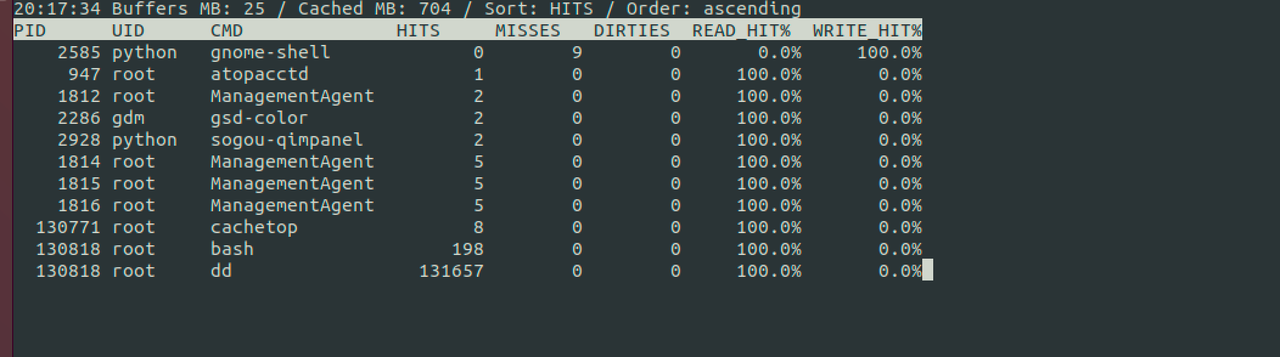 20:17:34 Buffers MB: 25 / Cached MB: 704 / Sort: HITS / Order: ascending
PID UID CMD HITS MISSES DIRTIES READ_HIT% WRITE_HIT%
2585 python gnome-shell 0 9 0 0.0% 100.0%
947 root atopacctd 1 0 0 100.0% 0.0%
1812 root ManagementAgent 2 0 0 100.0% 0.0%
2286 gdm gsd-color 2 0 0 100.0% 0.0%
2928 python sogou-qimpanel 2 0 0 100.0% 0.0%
1814 root ManagementAgent 5 0 0 100.0% 0.0%
1815 root ManagementAgent 5 0 0 100.0% 0.0%
1816 root ManagementAgent 5 0 0 100.0% 0.0%
130771 root cachetop 8 0 0 100.0% 0.0%
130818 root bash 198 0 0 100.0% 0.0%
130818 root dd 131657 0 0 100.0% 0.0%